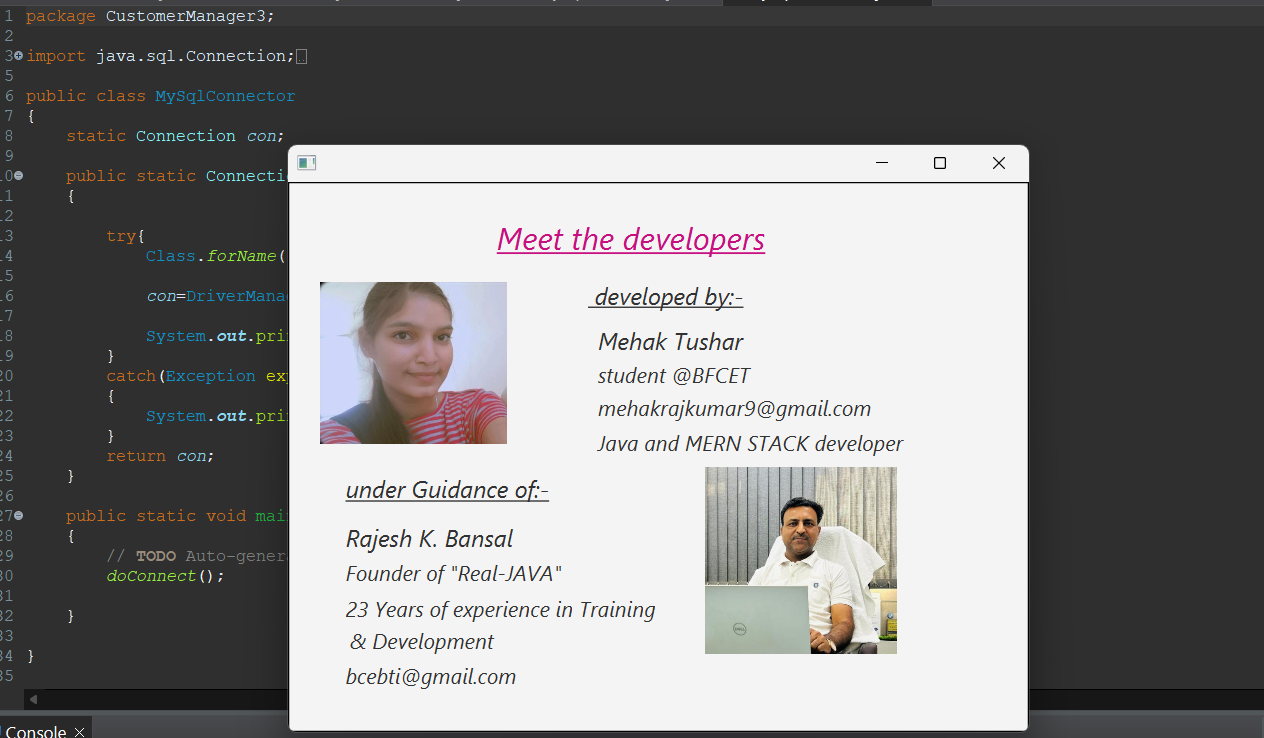 1 package CustomerManager3;
2
3 import java.sql.Connection;
5
6 public class MySqlConnector
7 {
8 static Connection con;
9
10 public static Connecti
11 {
12
13 try{
14 Class.forName(
15
16 con=DriverMana
17
18 System.out.pri
19 }
20 catch(Exception exp
21 {
22 System.out.pri
23 }
24 return con;
25 }
26
27 public static void mai
28 {
29 // TODO Auto-genera
30 doConnect();
31
32 }
33
34 }
35
Console
Meet the developers
developed by:-
Mehak Tushar
student @BFCET
mehakrajkumar9@gmail.com
Java and MERN STACK developer
under Guidance of:-
Rajesh K. Bansal
Founder of "Real-JAVA"
23 Years of experience in Training
& Development
bcebti@gmail.com
DELL